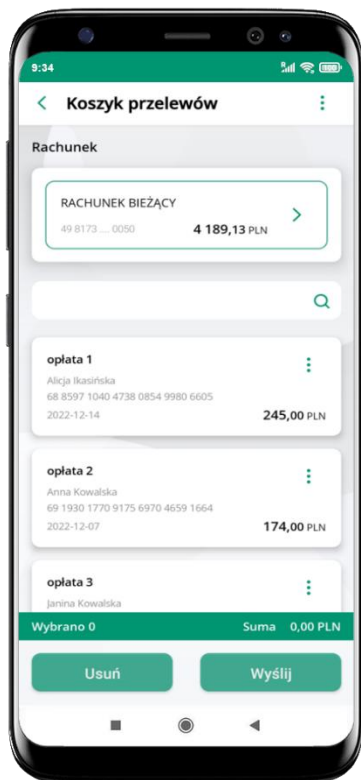 9:34
Koszyk przelewów
Rachunek
RACHUNEK BIEŻĄCY
49 8173 .... 0050 4 189,13 PLN
opłata 1
Alicja Ikasińska
68 8597 1040 4738 0854 9980 6605
2022-12-14 245,00 PLN
opłata 2
Anna Kowalska
69 1930 1770 9175 6970 4659 1664
2022-12-07 174,00 PLN
opłata 3
Janina Kowalska
Wybrano 0 Suma 0,00 PLN
Usuń Wyślij